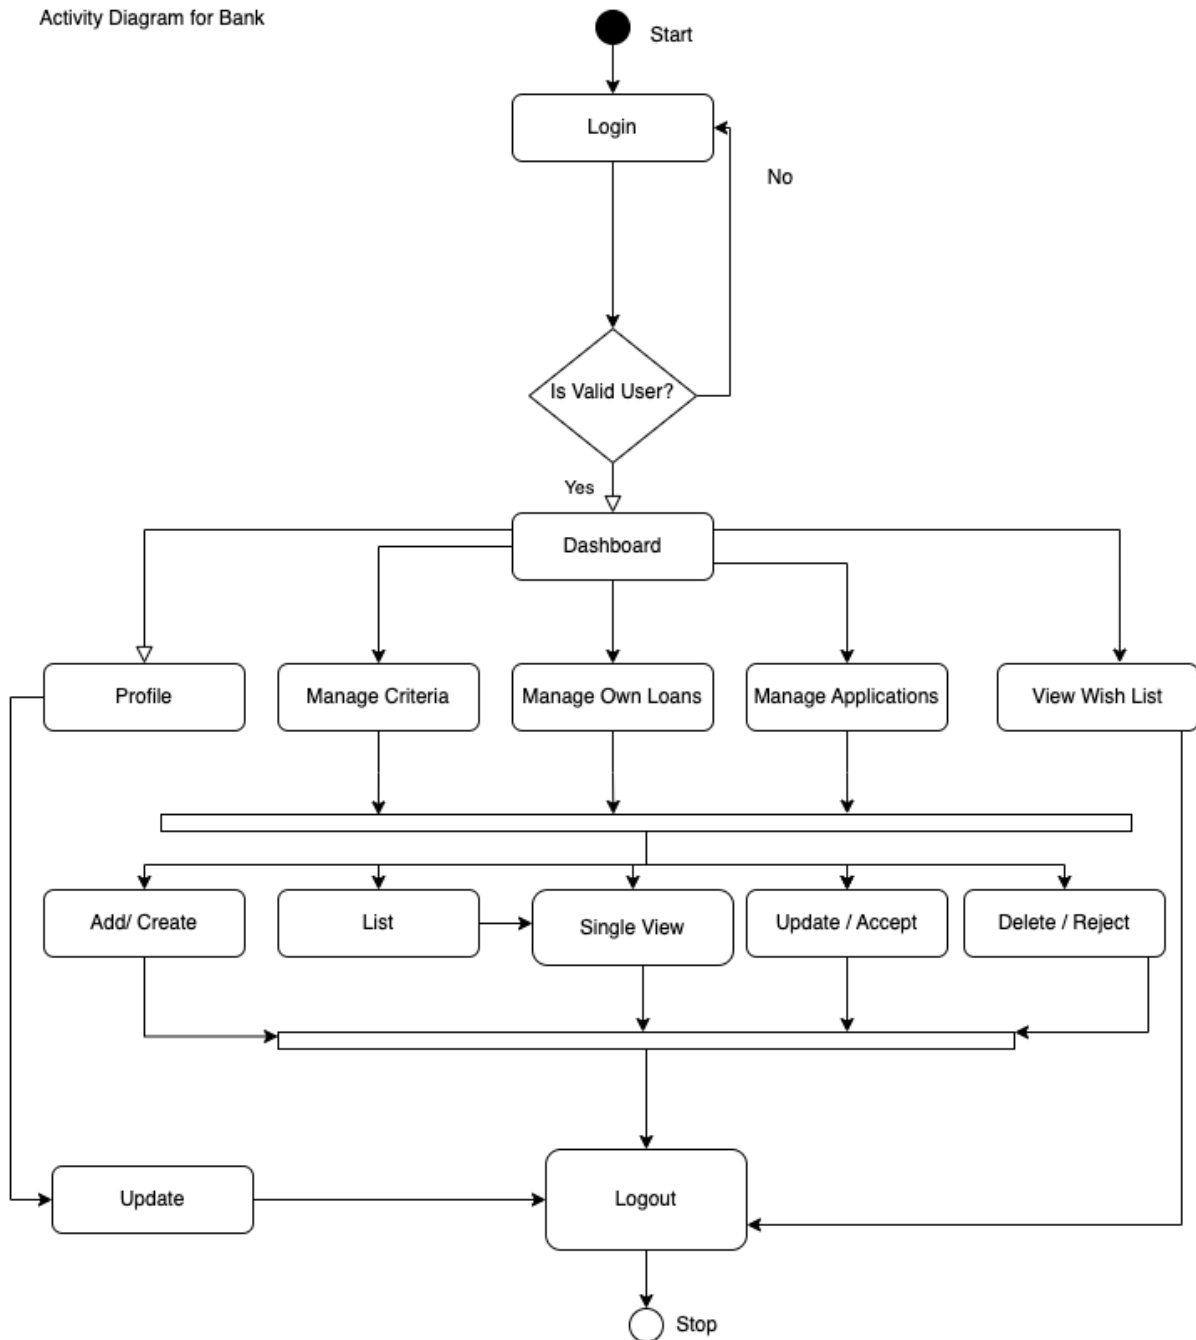 Activity Diagram for Bank
Start
Login
No
Is Valid User?
Yes
Dashboard
Profile
Manage Criteria
Manage Own Loans
Manage Applications
View Wish List
Add/ Create
List
Single View
Update / Accept
Delete / Reject
Update
Logout
Stop